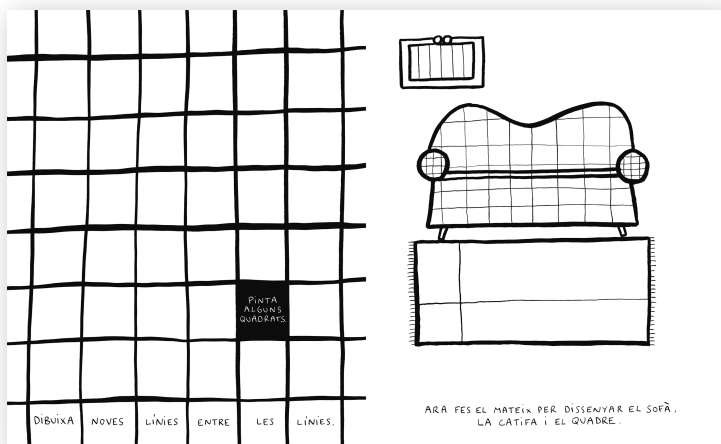 PINTA
ALGUNS
QUADRATS.
DIBUIXA NOVES LÍNIES ENTRE LES LÍNIES.
ARA FES EL MATEIX PER DISSENYAR EL SOFÀ,
LA CATIFA I EL QUADRE.